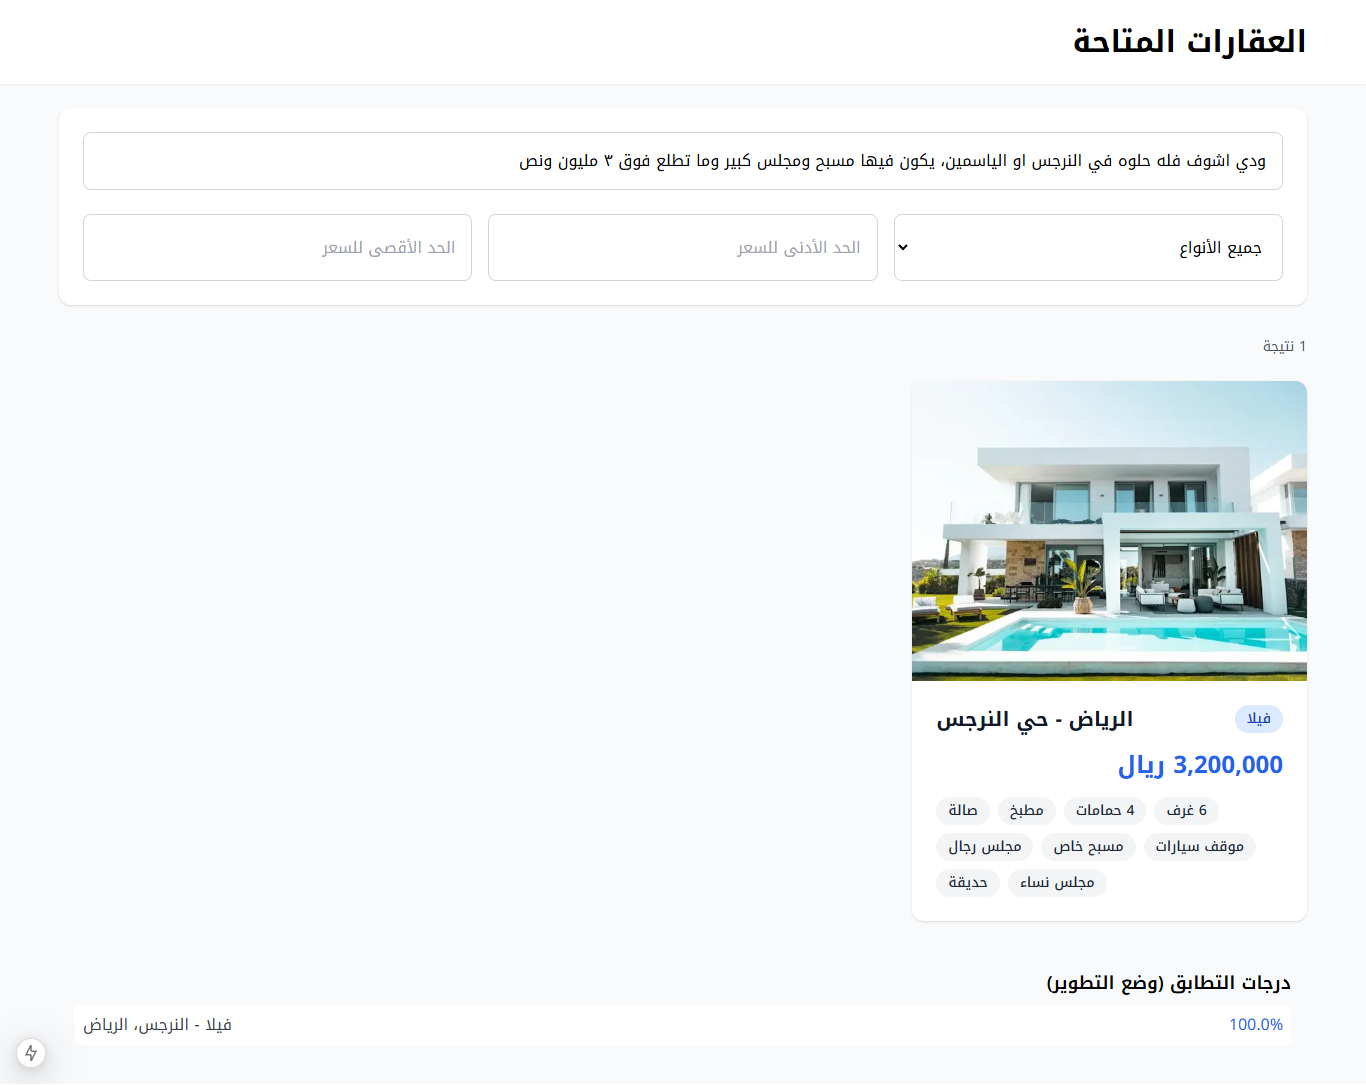 العقارات المتاحة
ودي اشوف فله حلوه في النرجس او الياسمين، يكون فيها مسبح ومجلس كبير وما تطلع فوق ٣ مليون ونص
جميع الأنواع
الحد الأدنى للسعر
الحد الأقصى للسعر
1 نتيجة
فيلا
الرياض - حي النرجس
3,200,000 ريال
6 غرف
4 حمامات
مطبخ
صالة
موقف سيارات
مسبح خاص
مجلس رجال
مجلس نساء
حديقة
درجات التطابق (وضع التطوير)
100.0%
فيلا - النرجس، الرياض